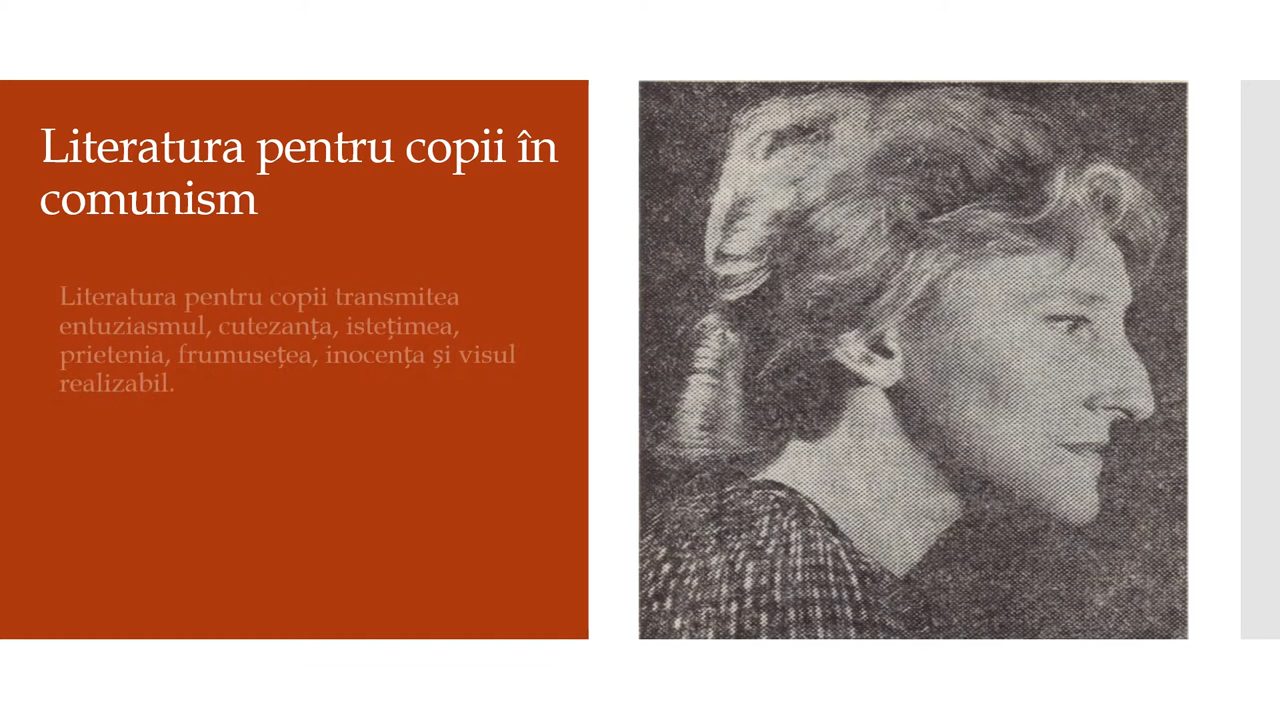 Literatura pentru copii în
comunism
Literatura pentru copii transmitea
entuziasmul, cutezanța, istețimea,
prietenia, frumusețea, inocența și visul
realizabil.